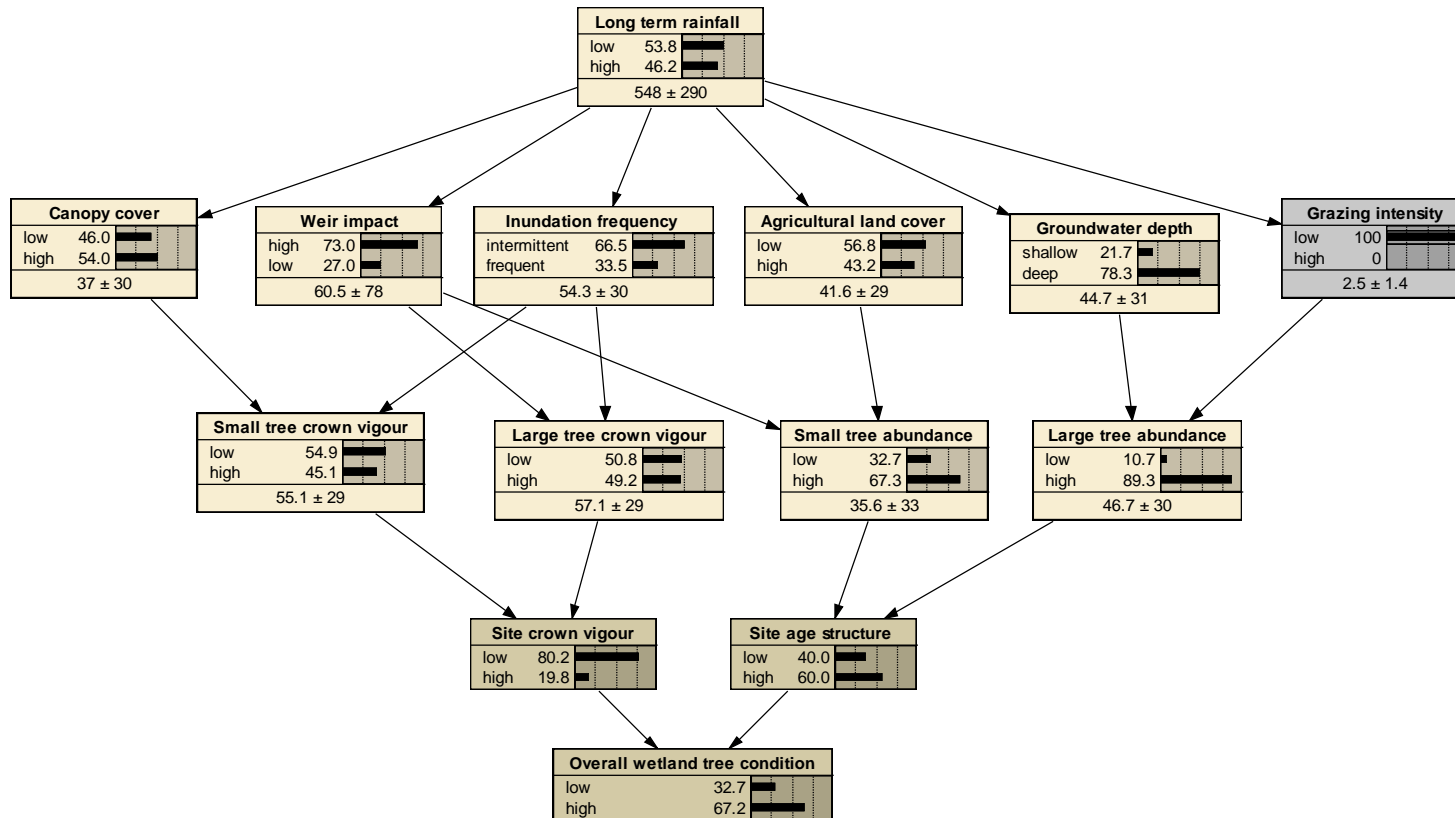 Long term rainfall
low 53.8
high 46.2
548 ± 290
Canopy cover
low 46.0
high 54.0
37 ± 30
Weir impact
high 73.0
low 27.0
60.5 ± 78
Inundation frequency
intermittent 66.5
frequent 33.5
54.3 ± 30
Agricultural land cover
low 56.8
high 43.2
41.6 ± 29
Groundwater depth
shallow 21.7
deep 78.3
44.7 ± 31
Grazing intensity
low 100
high 0
2.5 ± 1.4
Small tree crown vigour
low 54.9
high 45.1
55.1 ± 29
Large tree crown vigour
low 50.8
high 49.2
57.1 ± 29
Small tree abundance
low 32.7
high 67.3
35.6 ± 33
Large tree abundance
low 10.7
high 89.3
46.7 ± 30
Site crown vigour
low 80.2
high 19.8
Site age structure
low 40.0
high 60.0
Overall wetland tree condition
low 32.7
high 67.2